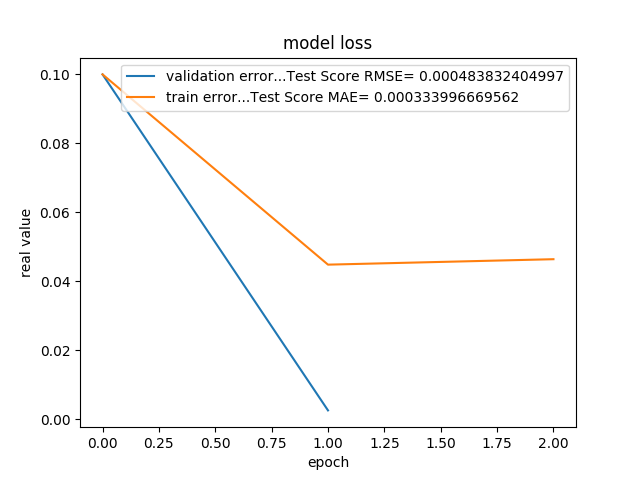 model loss
validation error...Test Score RMSE= 0.000483832404997
train error...Test Score MAE= 0.000333996669562
0.10
0.08
0.06
0.04
0.02
0.00
real value
0.00 0.25 0.50 0.75 1.00 1.25 1.50 1.75 2.00
epoch